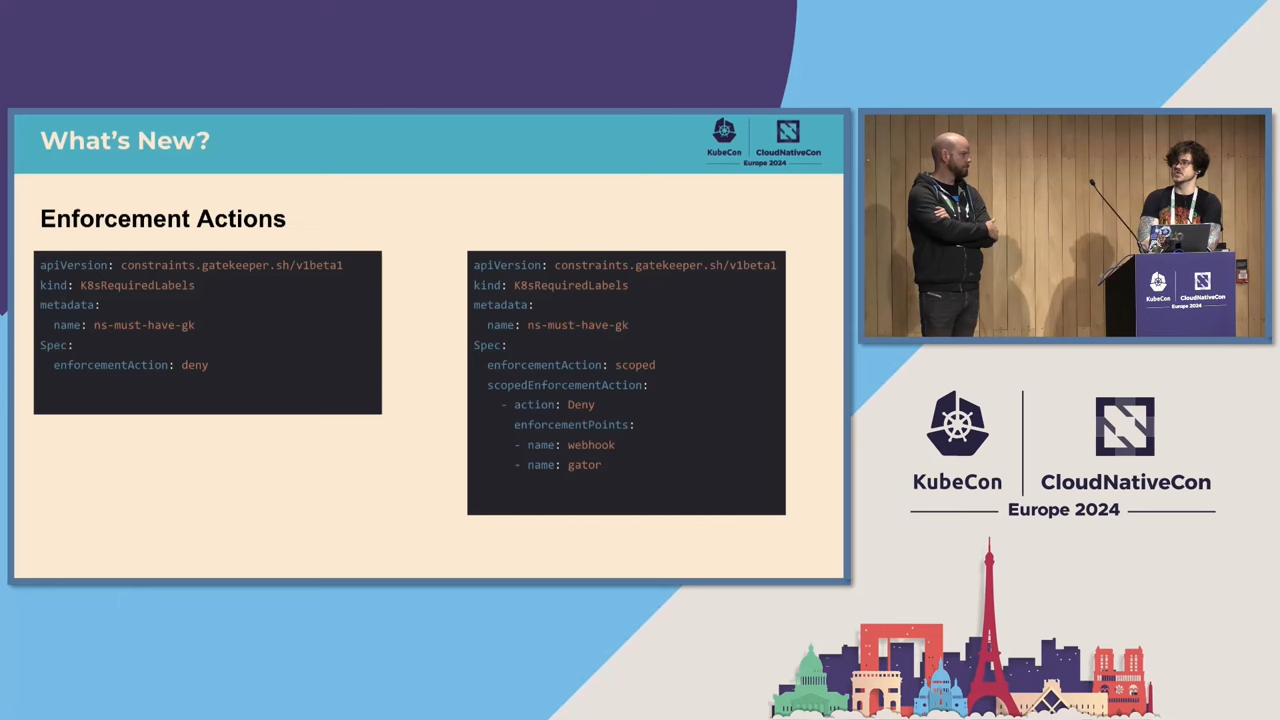 What's New?
KubeCon
CloudNativeCon
Europe 2024
Enforcement Actions
apiVersion: constraints.gatekeeper.sh/v1beta1
kind: K8sRequiredLabels
metadata:
  name: ns-must-have-gk
Spec:
  enforcementAction: deny
apiVersion: constraints.gatekeeper.sh/v1beta1
kind: K8sRequiredLabels
metadata:
  name: ns-must-have-gk
Spec:
  enforcementAction: scoped
  scopedEnforcementAction:
    - action: Deny
      enforcementPoints:
      - name: webhook
      - name: gator
KubeCon
CloudNativeCon
Europe 2024
KubeCon
CloudNativeCon
Europe 2024